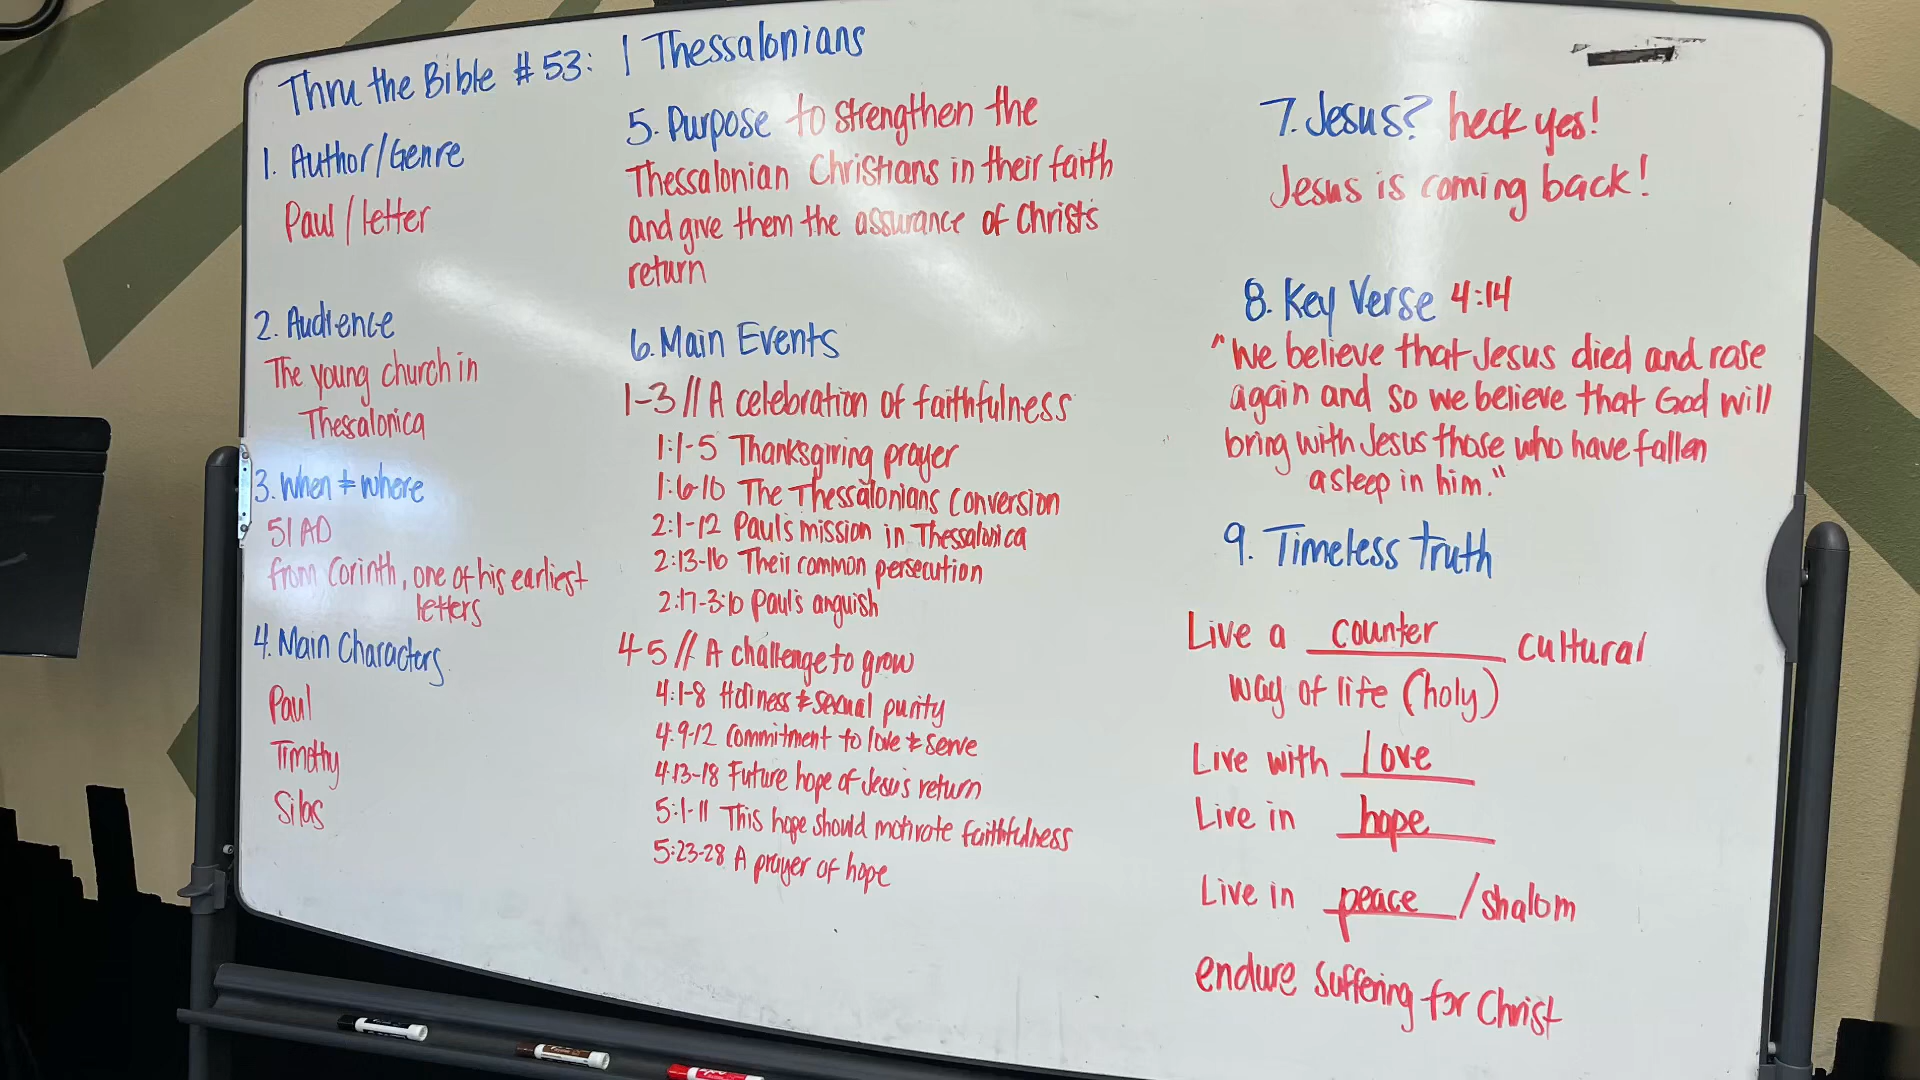 Thru the Bible #53: 1 Thessalonians
1. Author/Genre
Paul / letter
2. Audience
The young church in
Thessalonica
3. When & where
51 AD
from Corinth, one of his earliest
letters
4. Main Characters
Paul
Timothy
Silas
5. Purpose to strengthen the
Thessalonian Christians in their faith
and give them the assurance of Christ's
return
6. Main Events
1-3 // A celebration of faithfulness
1:1-5 Thanksgiving prayer
1:6-10 The Thessalonians Conversion
2:1-12 Paul's mission in Thessalonica
2:13-16 Their common persecution
2:17-3:10 Paul's anguish
4-5 // A challenge to grow
4:1-8 Holiness & sexual purity
4:9-12 Commitment to love & serve
4:13-18 Future hope of Jesus's return
5:1-11 This hope should motivate faithfulness
5:23-28 A prayer of hope
7. Jesus? heck yes!
Jesus is coming back!
8. Key Verse 4:14
"We believe that Jesus died and rose
again and so we believe that God will
bring with Jesus those who have fallen
asleep in him."
9. Timeless truth
Live a counter cultural
way of life (holy)
Live with love
Live in hope
Live in peace / shalom
endure suffering for Christ